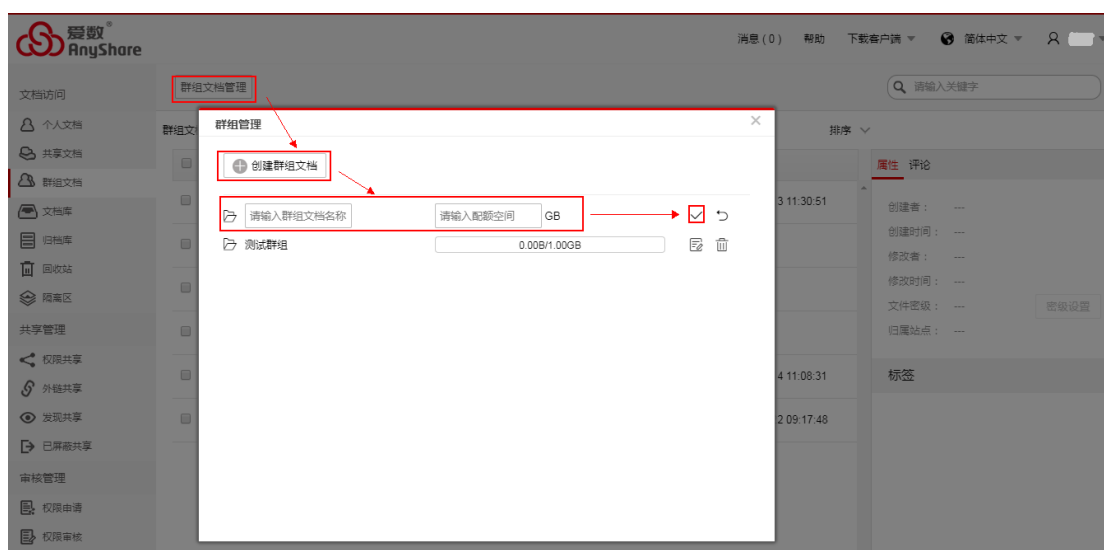 爱数®
AnyShare
消息(0) 帮助 下载客户端 简体中文
文档访问
个人文档
共享文档
群组文档
文档库
归档库
回收站
隔离区
共享管理
权限共享
外链共享
发现共享
已屏蔽共享
审核管理
权限申请
权限审核
群组文档管理
请输入关键字
群组文
排序
群组管理
创建群组文档
请输入群组文档名称 请输入配额空间 GB
测试群组 0.00B/1.00GB
3 11:30:51
4 11:08:31
2 09:17:48
属性 评论
创建者: ---
创建时间: ---
修改者: ---
修改时间: ---
文件密级: --- 密级设置
归属站点: ---
标签